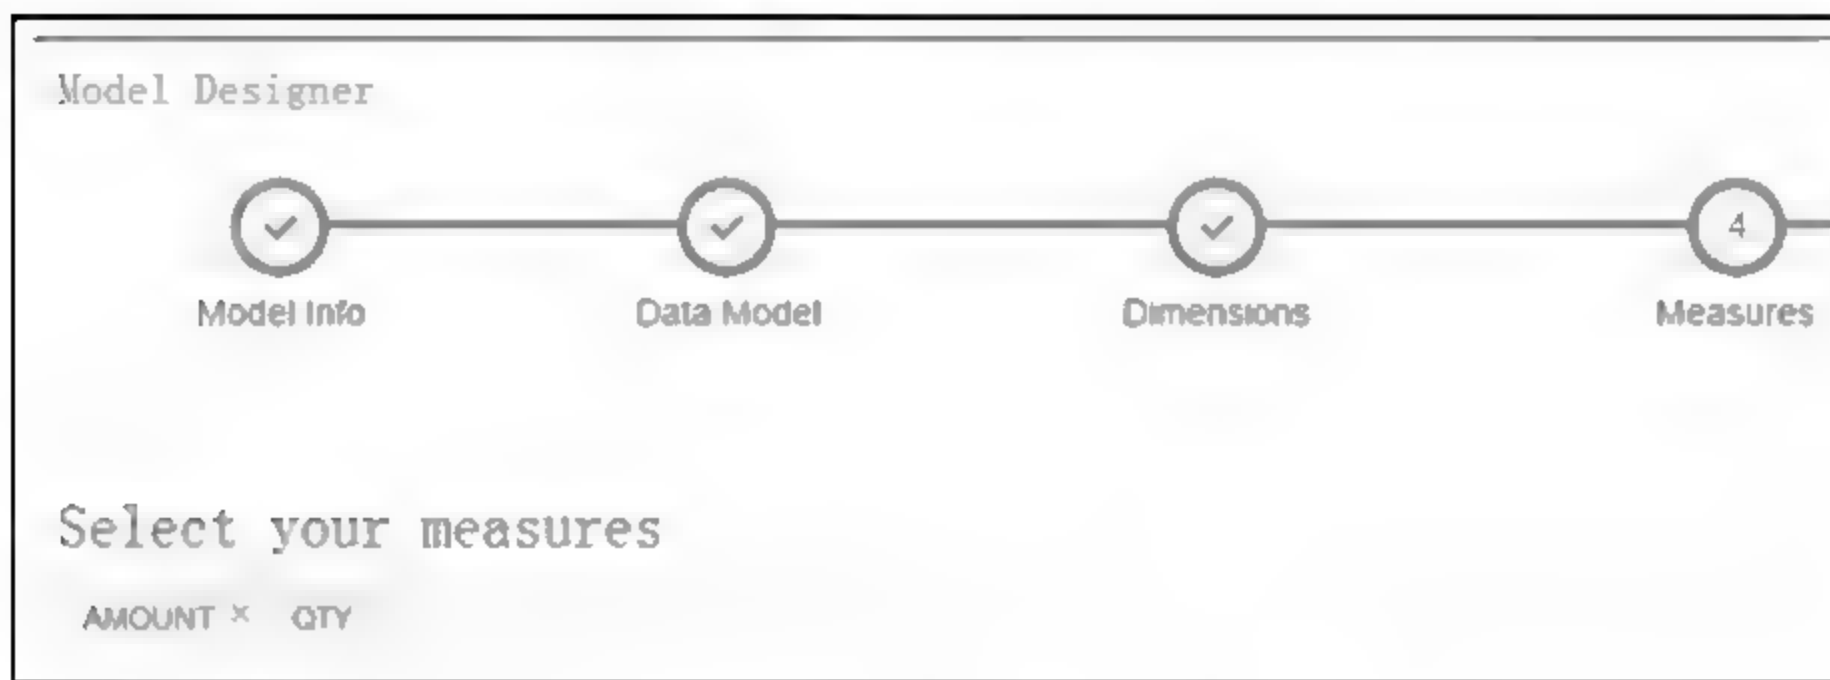 Model Designer
4
Model Info Data Model Dimensions Measures
Select your measures
AMOUNT × QTY